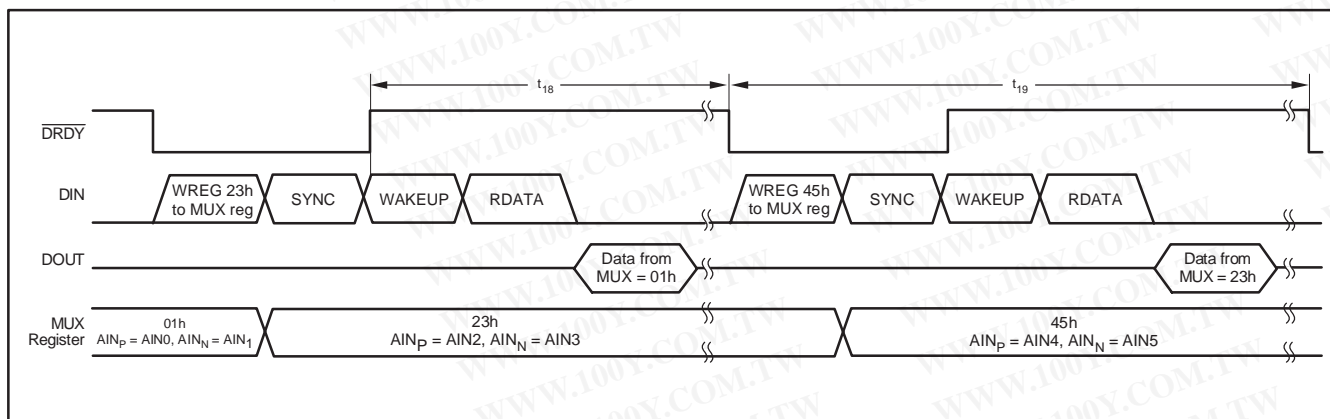 WWW.100Y.COM.TW
t18
t19
DRDY
DIN
WREG 23h
to MUX reg
SYNC
WAKEUP
RDATA
WREG 45h
to MUX reg
SYNC
WAKEUP
RDATA
DOUT
Data from
MUX = 01h
Data from
MUX = 23h
MUX
Register
01h
AINP = AIN0, AINN = AIN1
23h
AINP = AIN2, AINN = AIN3
45h
AINP = AIN4, AINN = AIN5